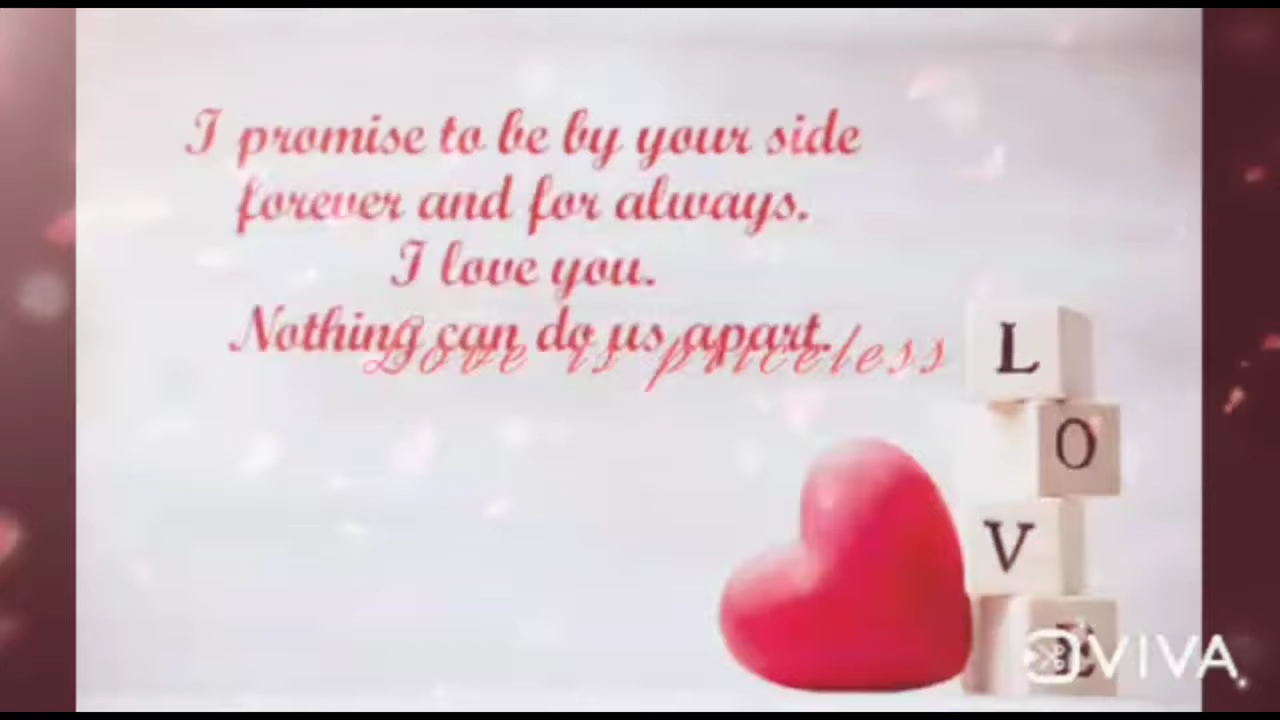 I promise to be by your side
forever and for always.
I love you.
Nothing can do us apart.
Love is priceless
L
O
V
E
VIVA